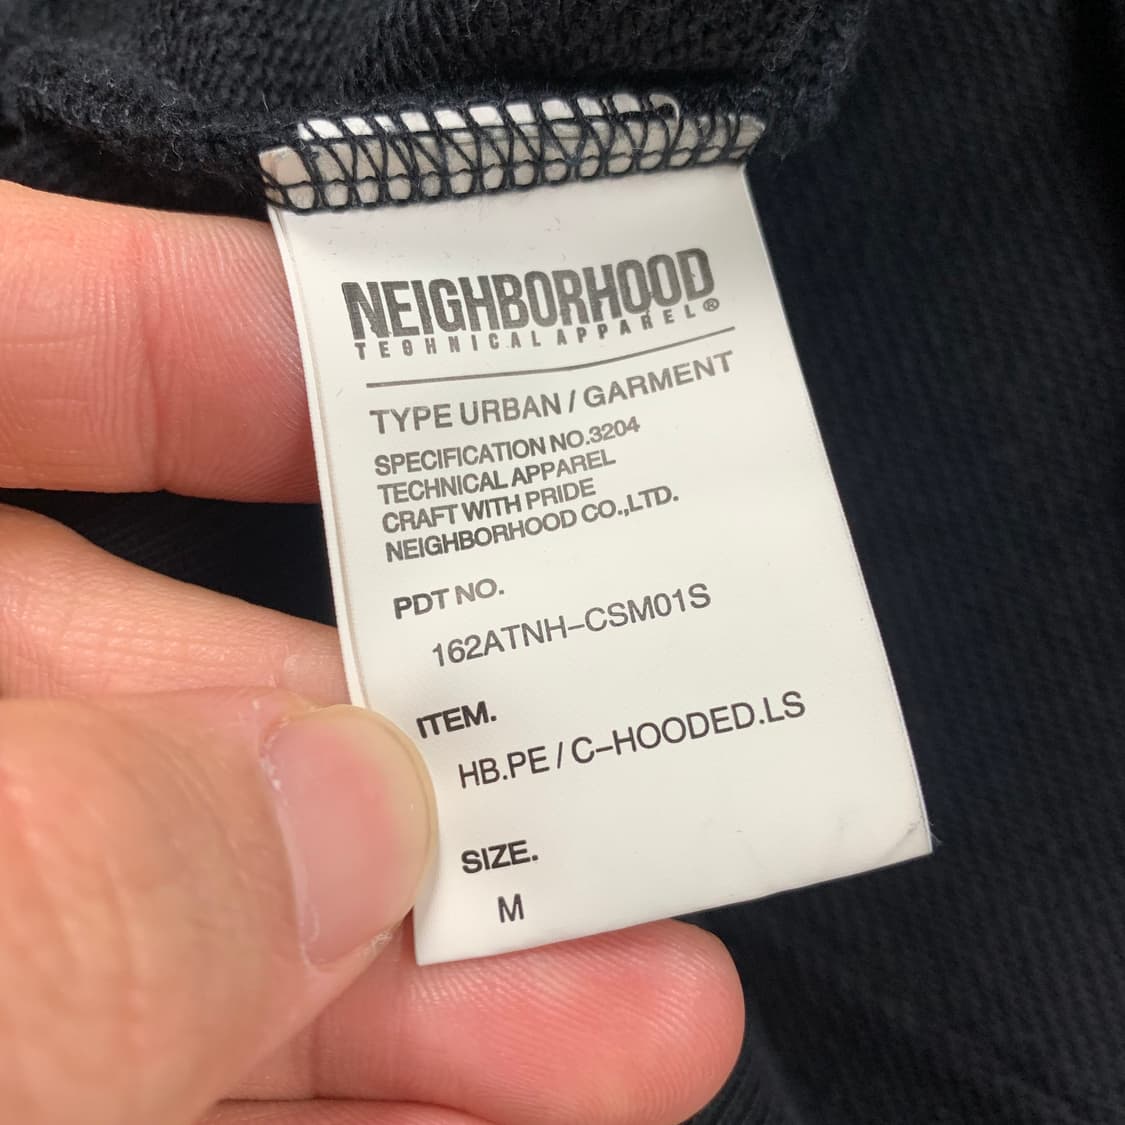 NEIGHBORHOOD
TECHNICAL APPAREL®
TYPE URBAN / GARMENT
SPECIFICATION NO.3204
TECHNICAL APPAREL
CRAFT WITH PRIDE
NEIGHBORHOOD CO.,LTD.
PDT NO.
162ATNH-CSM01S
ITEM.
HB.PE / C-HOODED.LS
SIZE.
M